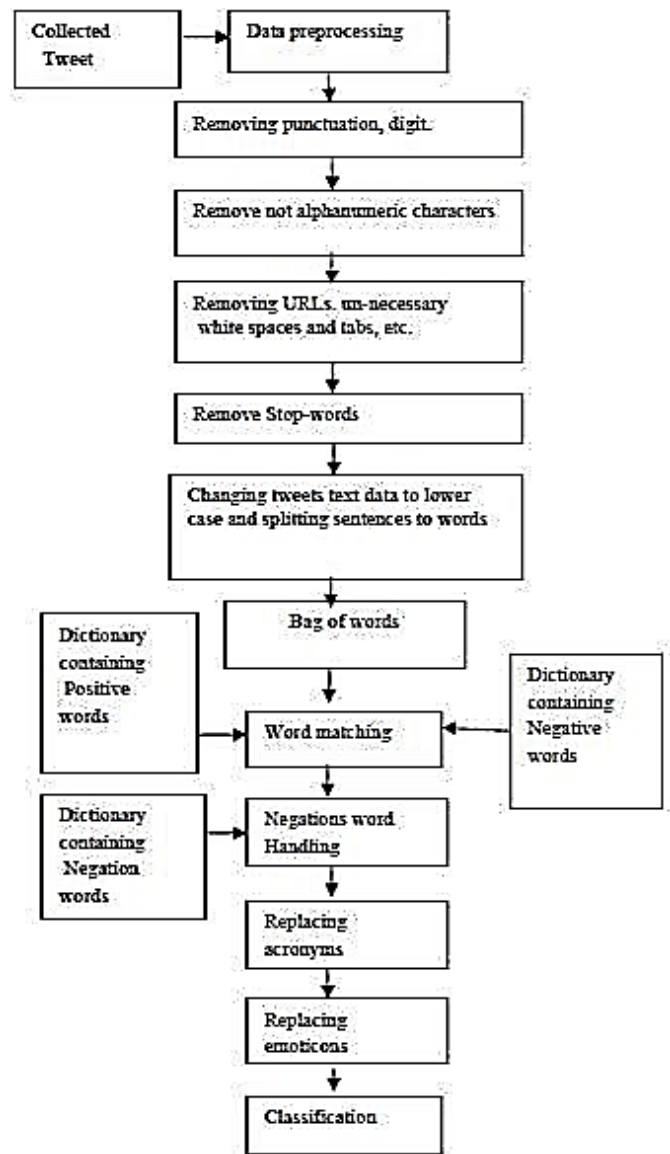 Collected
Tweet
Data preprocessing
Removing punctuation, digit.
Remove not alphanumeric characters
Removing URLs. un-necessary
white spaces and tabs, etc.
Remove Stop-words
Changing tweets text data to lower
case and splitting sentences to words
Bag of words
Dictionary
containing
Positive
words
Word matching
Dictionary
containing
Negative
words
Dictionary
containing
Negation
words
Negations word
Handling
Replacing
acronyms
Replacing
emoticons
Classification